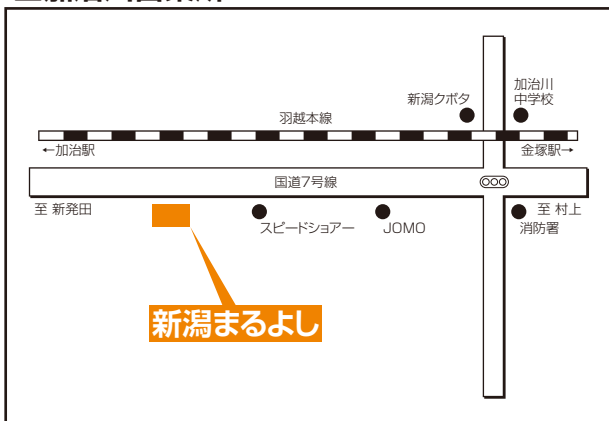 加治川
新潟クボタ
中学校
羽越本線
←加治駅
金塚駅→
国道7号線
至 新発田
至 村上
スピードショアー
JOMO
消防署
新潟まるよし